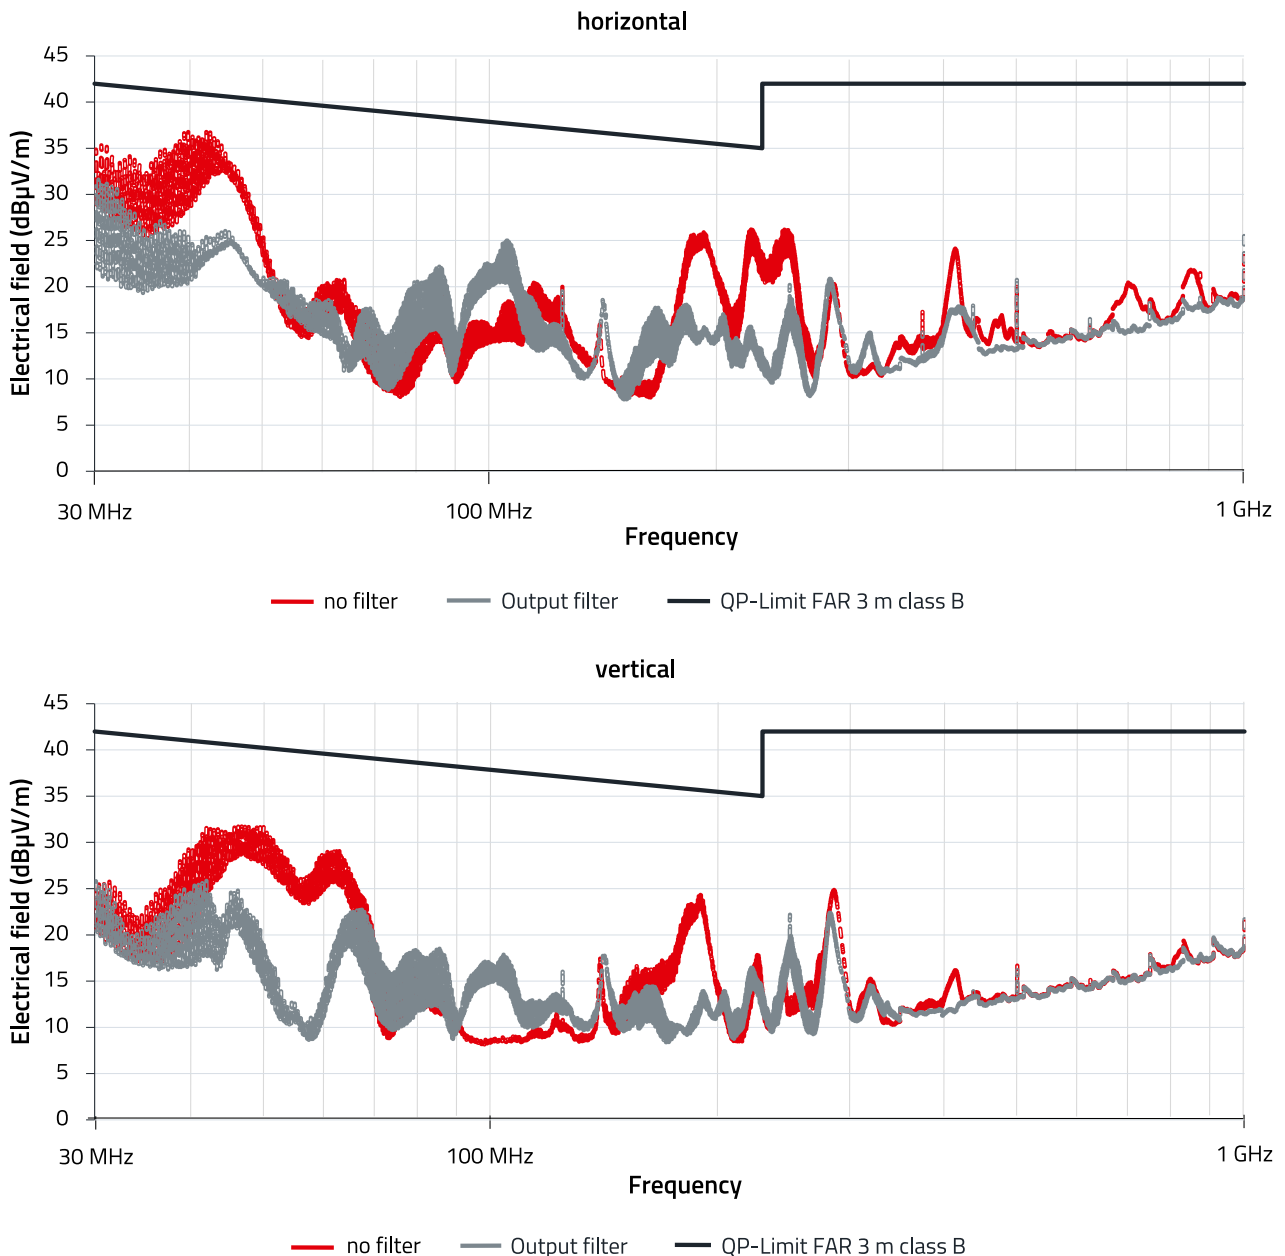 horizontal
45
40
35
30
25
20
15
10
5
0
Electrical field (dBµV/m)
30 MHz 100 MHz 1 GHz
Frequency
no filter Output filter QP-Limit FAR 3 m class B
vertical
45
40
35
30
25
20
15
10
5
0
Electrical field (dBµV/m)
30 MHz 100 MHz 1 GHz
Frequency
no filter Output filter QP-Limit FAR 3 m class B